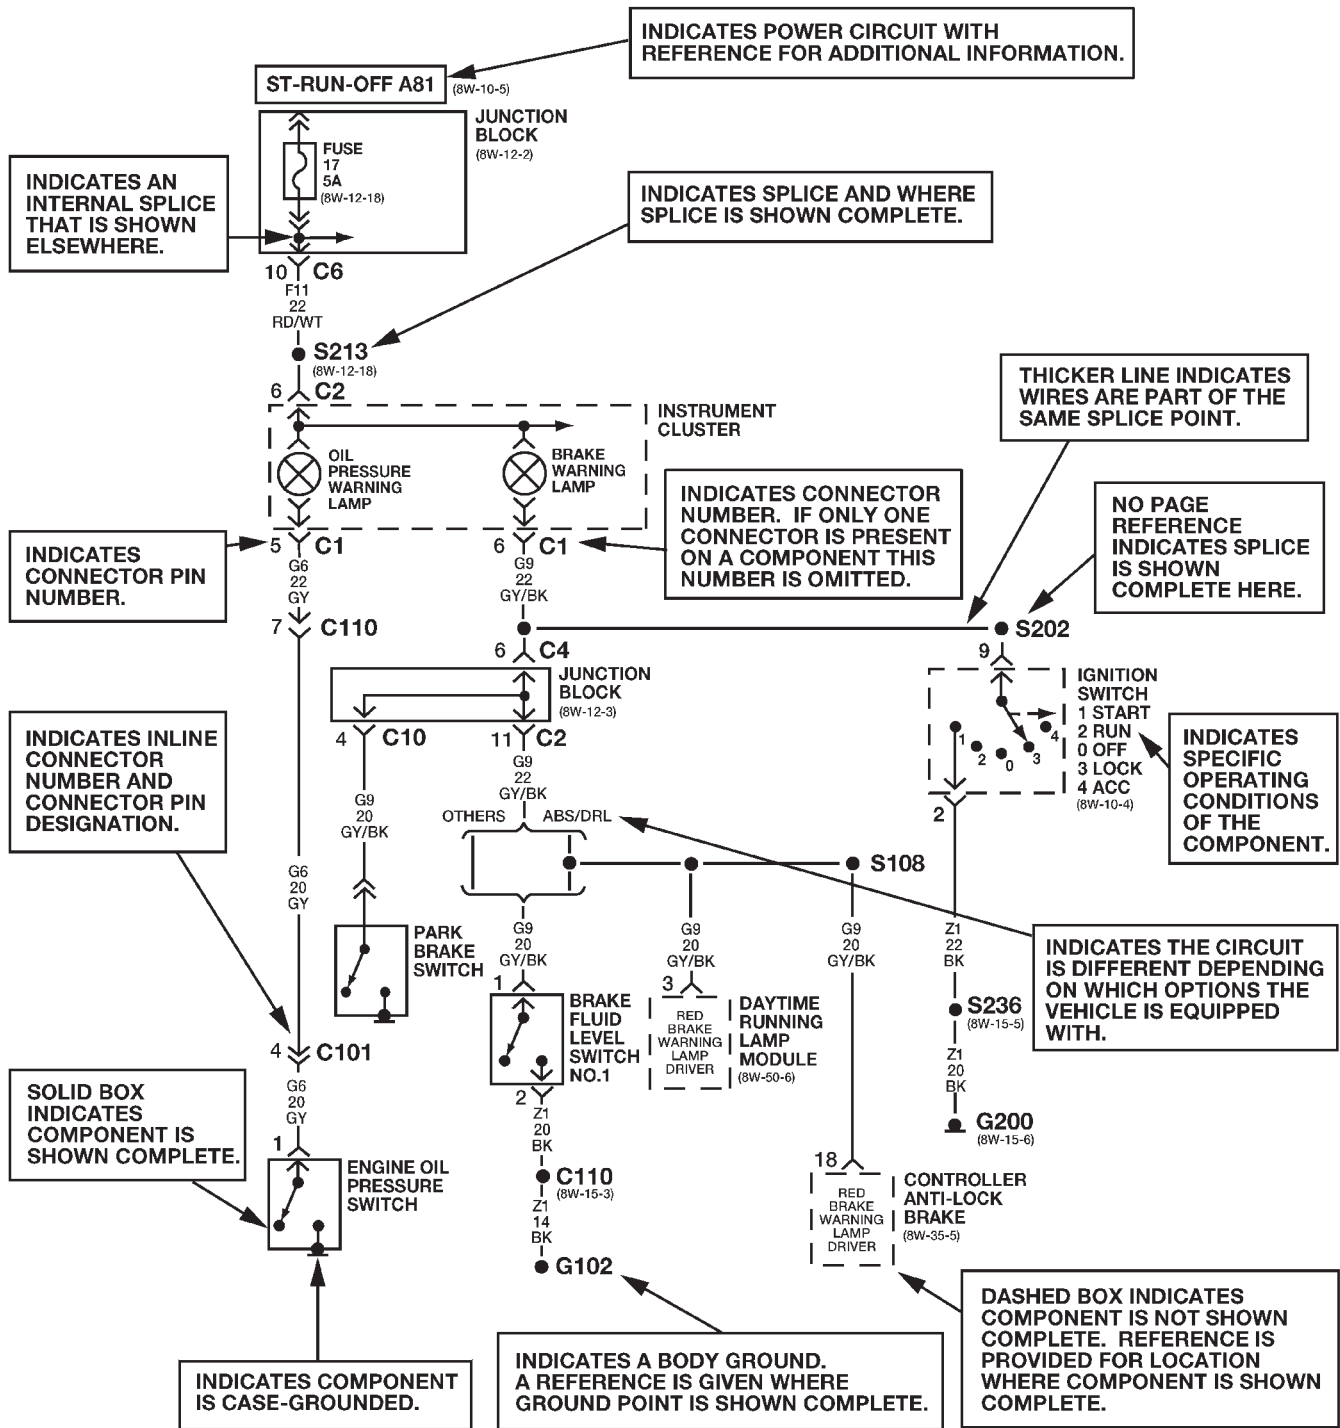 INDICATES POWER CIRCUIT WITH
REFERENCE FOR ADDITIONAL INFORMATION.
ST-RUN-OFF A81
(8W-10-5)
JUNCTION
BLOCK
(8W-12-2)
FUSE
17
5A
(8W-12-18)
INDICATES AN
INTERNAL SPLICE
THAT IS SHOWN
ELSEWHERE.
INDICATES SPLICE AND WHERE
SPLICE IS SHOWN COMPLETE.
10 C6
F11
22
RD/WT
S213
(8W-12-18)
6 C2
INSTRUMENT
CLUSTER
OIL
PRESSURE
WARNING
LAMP
BRAKE
WARNING
LAMP
THICKER LINE INDICATES
WIRES ARE PART OF THE
SAME SPLICE POINT.
INDICATES CONNECTOR
NUMBER. IF ONLY ONE
CONNECTOR IS PRESENT
ON A COMPONENT THIS
NUMBER IS OMITTED.
NO PAGE
REFERENCE
INDICATES SPLICE
IS SHOWN
COMPLETE HERE.
INDICATES
CONNECTOR PIN
NUMBER.
5 C1
G6
22
GY
6 C1
G9
22
GY/BK
7 C110
S202
6 C4
9
JUNCTION
BLOCK
(8W-12-3)
IGNITION
SWITCH
1 START
2 RUN
0 OFF
3 LOCK
4 ACC
(8W-10-4)
1
2
0
3
4
INDICATES
SPECIFIC
OPERATING
CONDITIONS
OF THE
COMPONENT.
INDICATES INLINE
CONNECTOR
NUMBER AND
CONNECTOR PIN
DESIGNATION.
4 C10
11 C2
G9
22
GY/BK
G9
20
GY/BK
OTHERS
ABS/DRL
2
S108
G6
20
GY
PARK
BRAKE
SWITCH
G9
20
GY/BK
G9
20
GY/BK
G9
20
GY/BK
Z1
22
BK
INDICATES THE CIRCUIT
IS DIFFERENT DEPENDING
ON WHICH OPTIONS THE
VEHICLE IS EQUIPPED
WITH.
1
BRAKE
FLUID
LEVEL
SWITCH
NO.1
3
RED
BRAKE
WARNING
LAMP
DRIVER
DAYTIME
RUNNING
LAMP
MODULE
(8W-50-6)
S236
(8W-15-5)
Z1
20
BK
G200
(8W-15-6)
4 C101
G6
20
GY
SOLID BOX
INDICATES
COMPONENT IS
SHOWN COMPLETE.
1
ENGINE OIL
PRESSURE
SWITCH
2
Z1
20
BK
C110
(8W-15-3)
Z1
14
BK
G102
18
RED
BRAKE
WARNING
LAMP
DRIVER
CONTROLLER
ANTI-LOCK
BRAKE
(8W-35-5)
INDICATES COMPONENT
IS CASE-GROUNDED.
INDICATES A BODY GROUND.
A REFERENCE IS GIVEN WHERE
GROUND POINT IS SHOWN COMPLETE.
DASHED BOX INDICATES
COMPONENT IS NOT SHOWN
COMPLETE. REFERENCE IS
PROVIDED FOR LOCATION
WHERE COMPONENT IS SHOWN
COMPLETE.